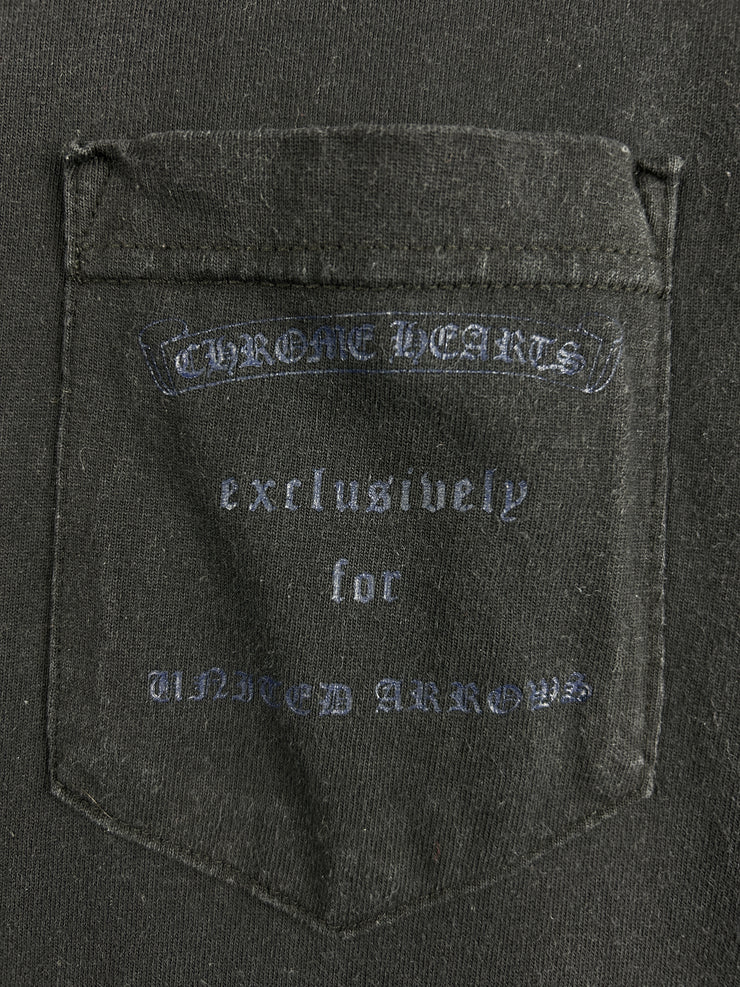 CHROME HEARTS
exclusively
for
UNITED ARROWS